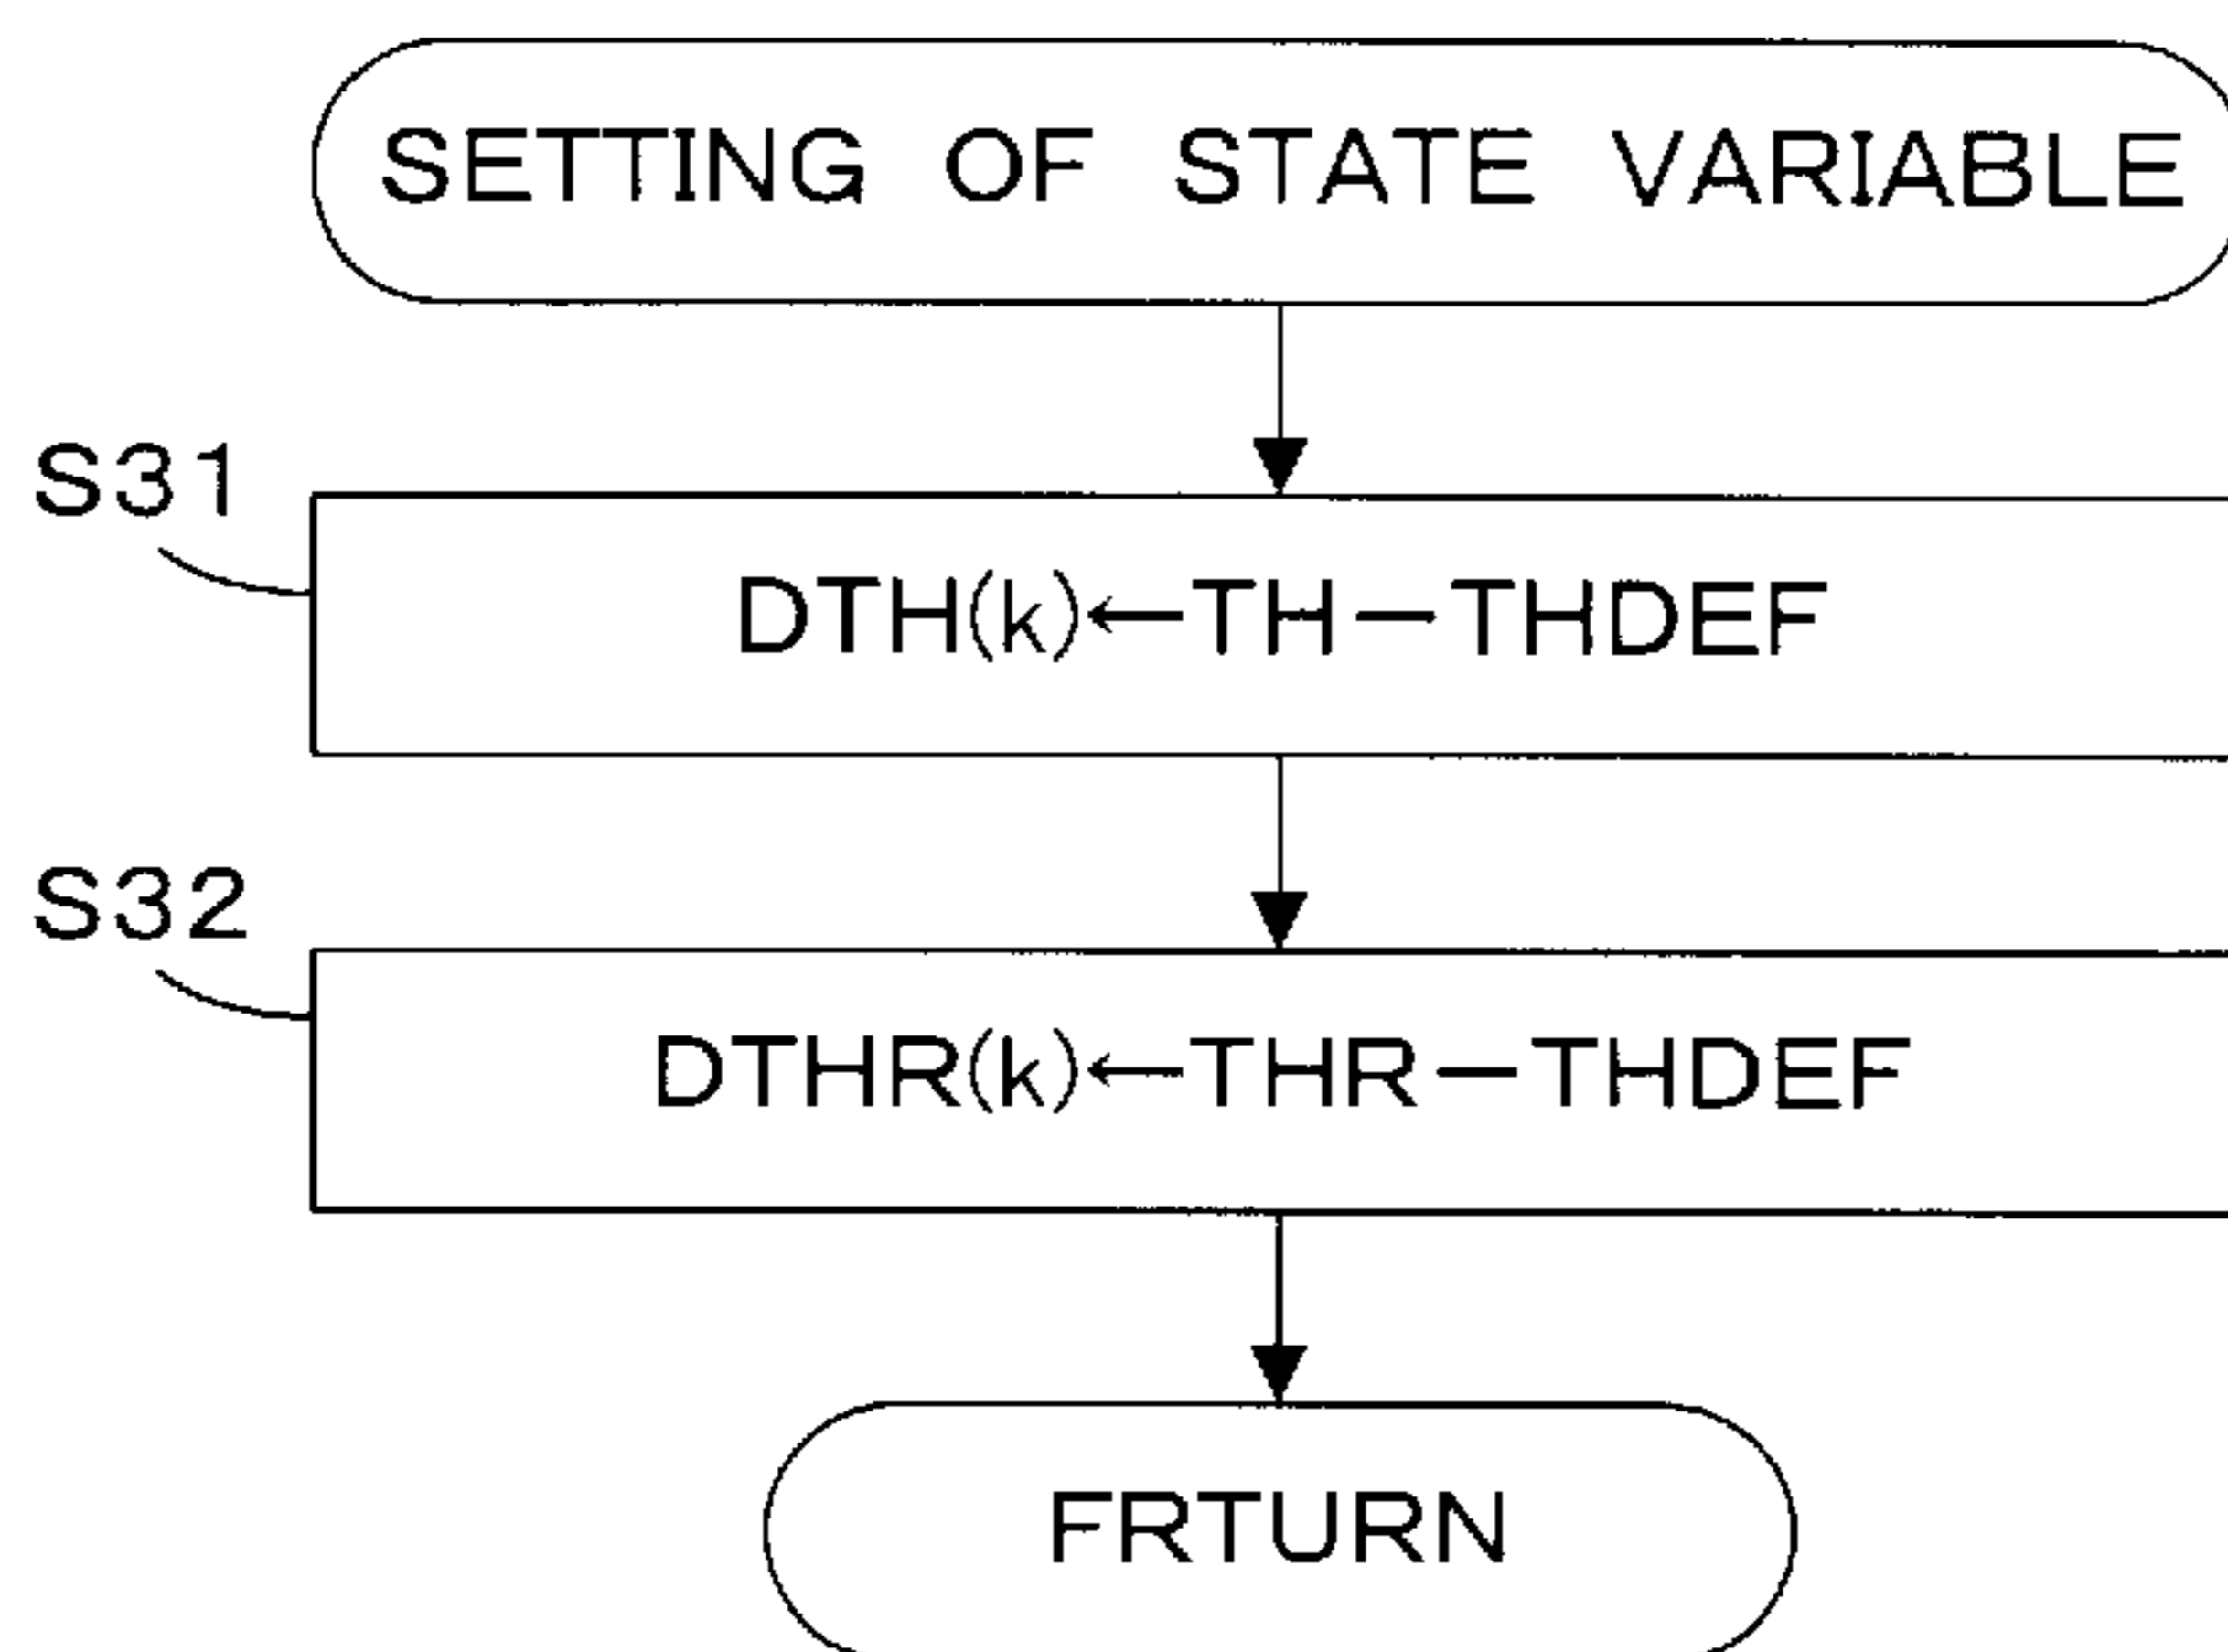 SETTING OF STATE VARIABLE
S31
DTH(k)←TH−THDEF
S32
DTHR(k)←THR−THDEF
FRTURN